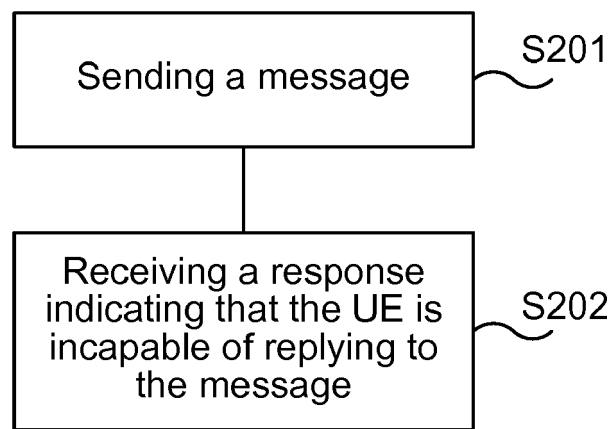 Sending a message
S201
Receiving a response
indicating that the UE is
incapable of replying to
the message
S202